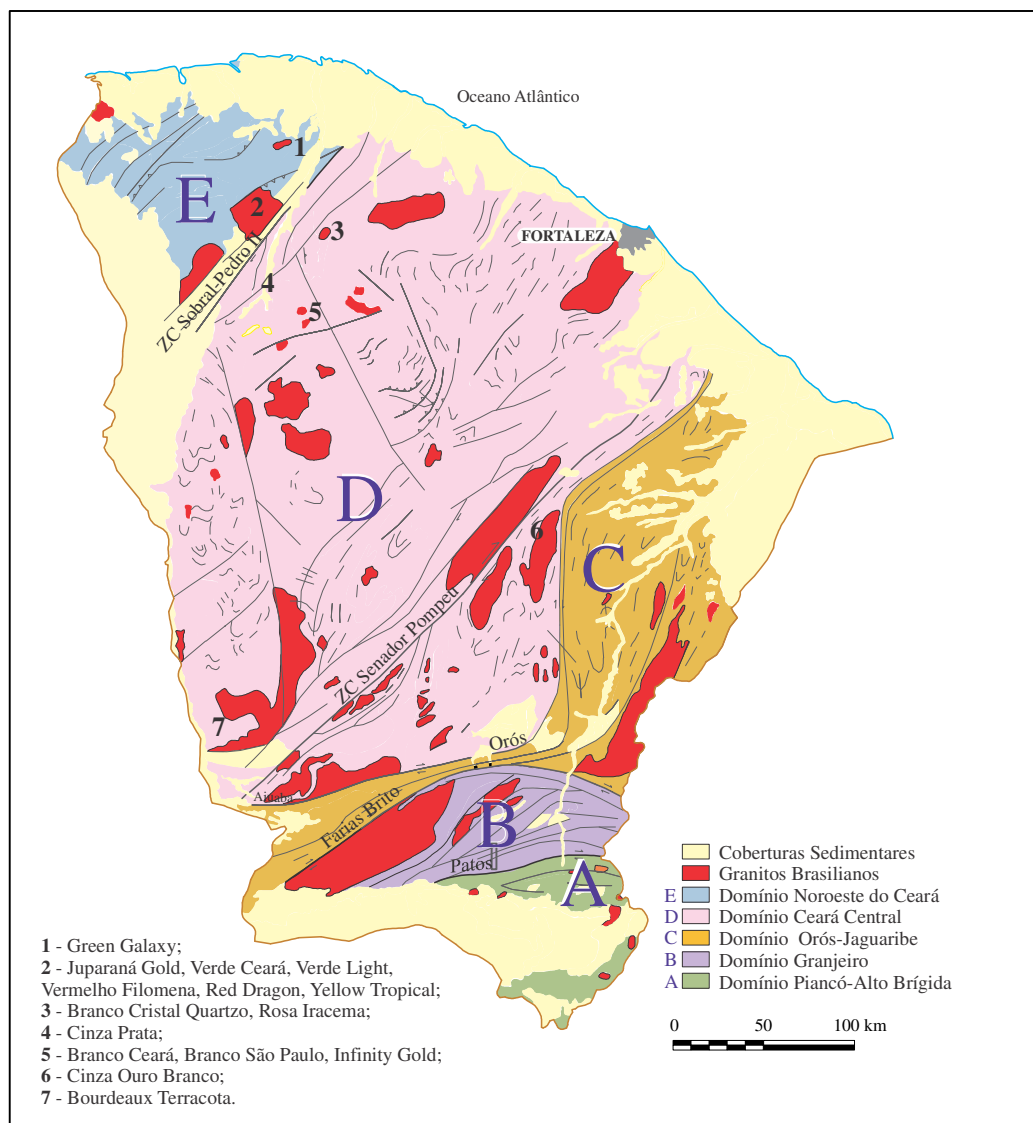 Oceano Atlântico
1
E
2
3
FORTALEZA
ZC Sobral-Pedro II
4
5
D
6
C
ZC Senador Pompeu
7
Orós
Aiuaba
Farias Brito
B
Patos
A
Coberturas Sedimentares
Granitos Brasilianos
E Domínio Noroeste do Ceará
D Domínio Ceará Central
C Domínio Orós-Jaguaribe
B Domínio Granjeiro
A Domínio Piancó-Alto Brígida
0 50 100 km
1 - Green Galaxy;
2 - Juparaná Gold, Verde Ceará, Verde Light,
Vermelho Filomena, Red Dragon, Yellow Tropical;
3 - Branco Cristal Quartzo, Rosa Iracema;
4 - Cinza Prata;
5 - Branco Ceará, Branco São Paulo, Infinity Gold;
6 - Cinza Ouro Branco;
7 - Bourdeaux Terracota.